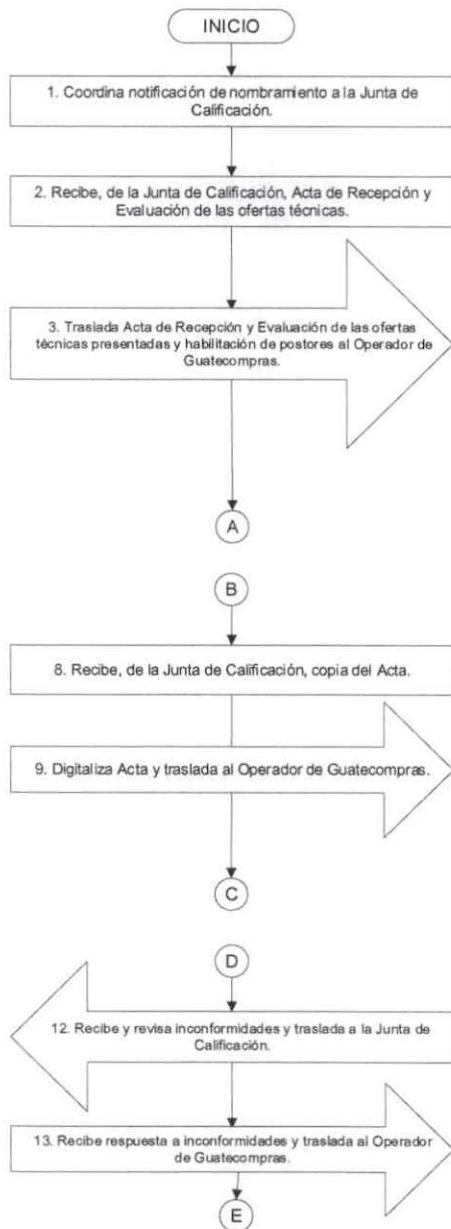 INICIO
1. Coordina notificación de nombramiento a la Junta de
Calificación.
2. Recibe, de la Junta de Calificación, Acta de Recepción y
Evaluación de las ofertas técnicas.
3. Traslada Acta de Recepción y Evaluación de las ofertas
técnicas presentadas y habilitación de postores al Operador de
Guatecompras.
A
B
8. Recibe, de la Junta de Calificación, copia del Acta.
9. Digitaliza Acta y traslada al Operador de Guatecompras.
C
D
12. Recibe y revisa inconformidades y traslada a la Junta de
Calificación.
13. Recibe respuesta a inconformidades y traslada al Operador
de Guatecompras.
E